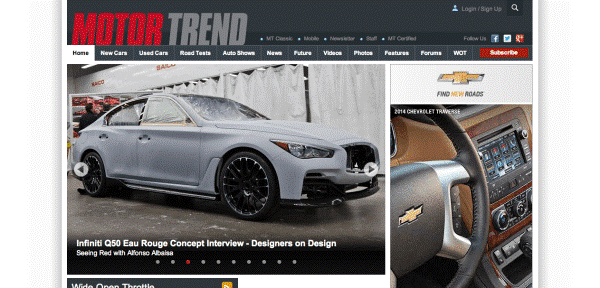 Login / Sign Up
MOTOR TREND
MT Classic Mobile Newsletter Staff MT Certified
Follow Us
Home New Cars Used Cars Road Tests Auto Shows News Future Videos Photos Features Forums WOT Subscribe
FIND NEW ROADS
2014 CHEVROLET TRAVERSE
Infiniti Q50 Eau Rouge Concept Interview - Designers on Design
Seeing Red with Alfonso Albaisa
Wide Open Throttle